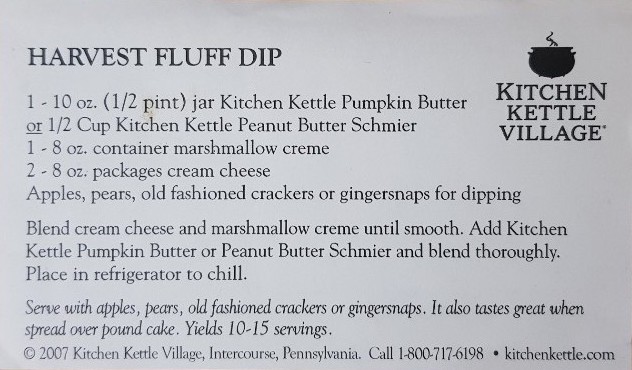 HARVEST FLUFF DIP
KITCHEN
KETTLE
VILLAGE®
1 - 10 oz. (1/2 pint) jar Kitchen Kettle Pumpkin Butter
or 1/2 Cup Kitchen Kettle Peanut Butter Schmier
1 - 8 oz. container marshmallow creme
2 - 8 oz. packages cream cheese
Apples, pears, old fashioned crackers or gingersnaps for dipping
Blend cream cheese and marshmallow creme until smooth. Add Kitchen
Kettle Pumpkin Butter or Peanut Butter Schmier and blend thoroughly.
Place in refrigerator to chill.
Serve with apples, pears, old fashioned crackers or gingersnaps. It also tastes great when
spread over pound cake. Yields 10-15 servings.
© 2007 Kitchen Kettle Village, Intercourse, Pennsylvania. Call 1-800-717-6198 • kitchenkettle.com